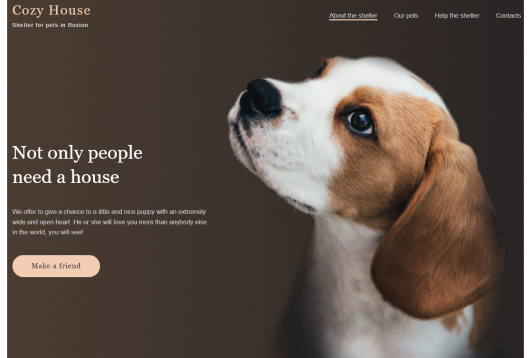 Cozy House
Shelter for pets in Boston
About the shelter
Our pets
Help the shelter
Contacts
Not only people
need a house
We offer to give a chance to a little and nice puppy with an extremely
wide and open heart. He or she will love you more than anybody else
in the world, you will see!
Make a friend